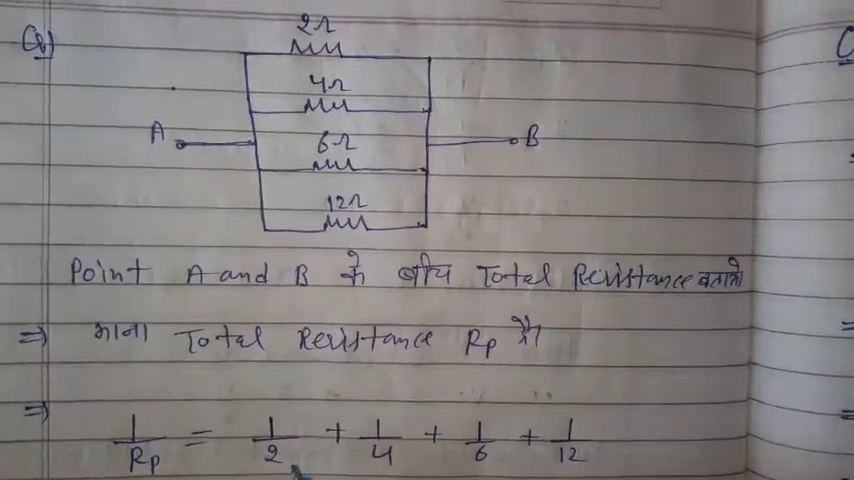 Q)
2Ω
4Ω
A
6Ω
B
12Ω
Point A and B के बीच Total Resistance बताओ
⇒ माना Total Resistance Rp है।
⇒ 1/Rp = 1/2 + 1/4 + 1/6 + 1/12